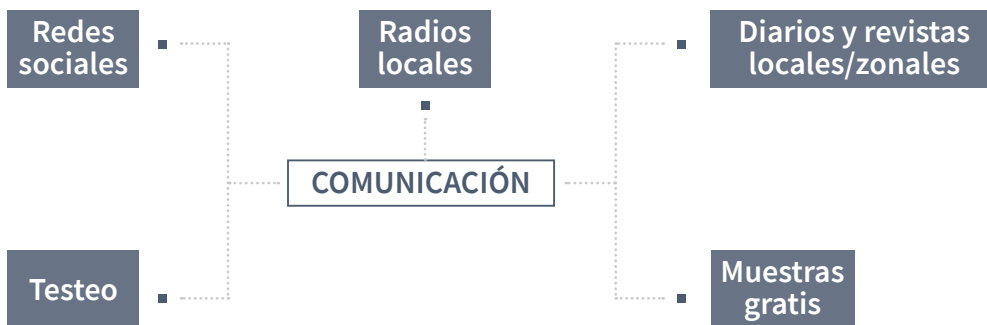 Redes
sociales
Radios
locales
Diarios y revistas
locales/zonales
COMUNICACIÓN
Testeo
Muestras
gratis